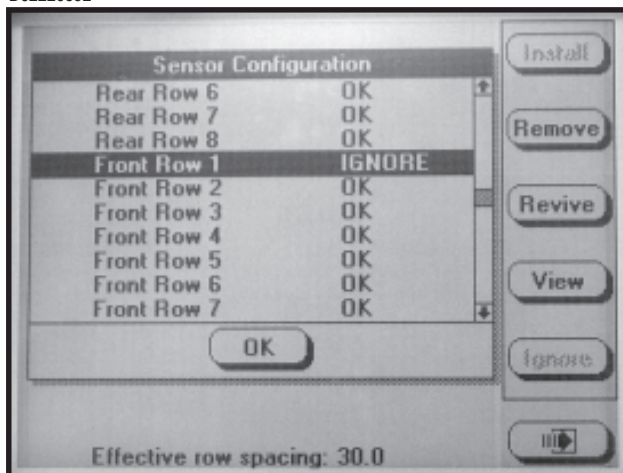 Sensor Configuration
Rear Row 6 OK
Rear Row 7 OK
Rear Row 8 OK
Front Row 1 IGNORE
Front Row 2 OK
Front Row 3 OK
Front Row 4 OK
Front Row 5 OK
Front Row 6 OK
Front Row 7 OK
OK
Effective row spacing: 30.0
Install
Remove
Revive
View
Ignore